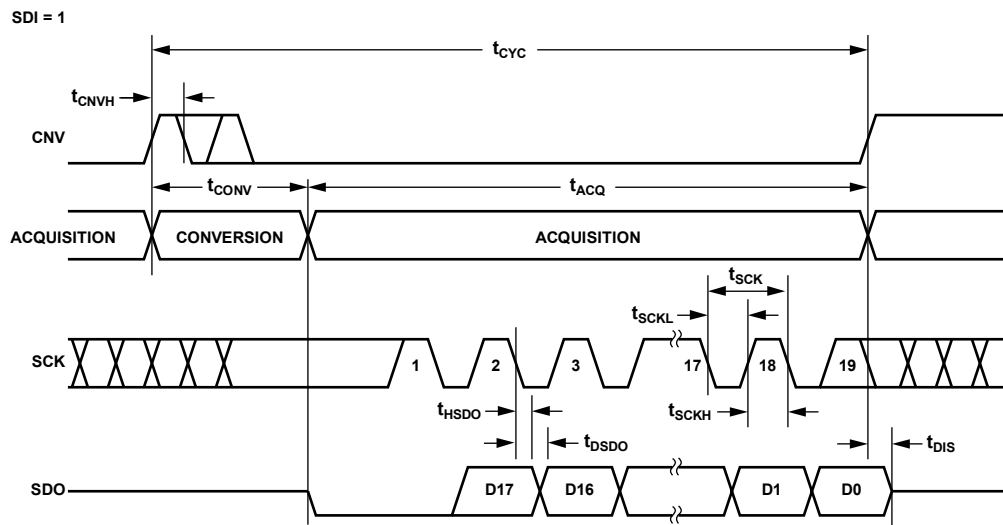 SDI = 1
tCYC
tCNVH
CNV
tCONV
tACQ
ACQUISITION
CONVERSION
ACQUISITION
tSCK
tSCKL
SCK
1
2
3
17
18
19
tHSDO
tSCKH
tDSDO
tDIS
SDO
D17
D16
D1
D0